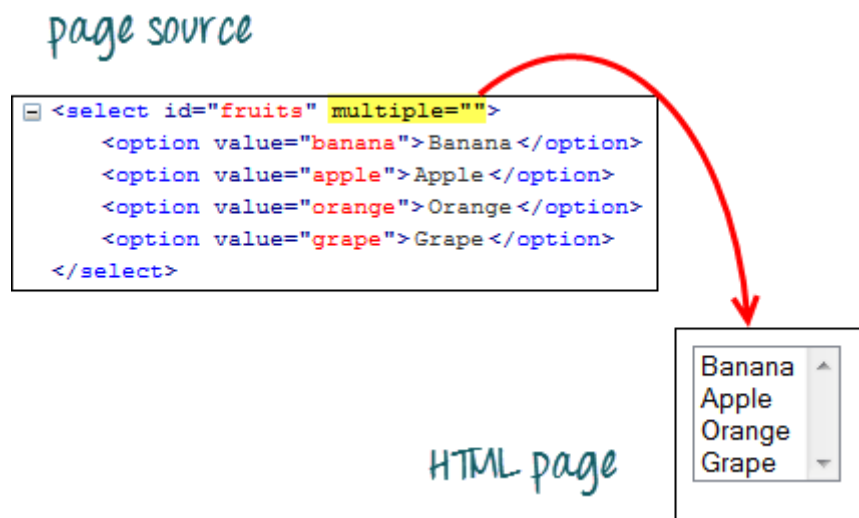 page source
<select id="fruits" multiple="">
<option value="banana">Banana</option>
<option value="apple">Apple</option>
<option value="orange">Orange</option>
<option value="grape">Grape</option>
</select>
Banana
Apple
Orange
Grape
HTML page